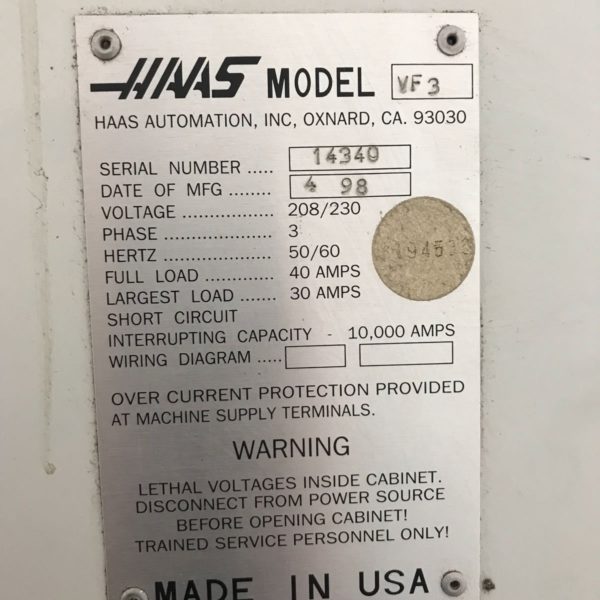 HAAS MODEL VF3
HAAS AUTOMATION, INC, OXNARD, CA. 93030
SERIAL NUMBER ..... 14340
DATE OF MFG ........ 4 98
VOLTAGE .................. 208/230
PHASE ..................... 3
HERTZ ..................... 50/60
FULL LOAD ............. 40 AMPS
LARGEST LOAD ....... 30 AMPS
SHORT CIRCUIT
INTERRUPTING CAPACITY - 10,000 AMPS
WIRING DIAGRAM .....
OVER CURRENT PROTECTION PROVIDED
AT MACHINE SUPPLY TERMINALS.
WARNING
LETHAL VOLTAGES INSIDE CABINET.
DISCONNECT FROM POWER SOURCE
BEFORE OPENING CABINET!
TRAINED SERVICE PERSONNEL ONLY!
MADE IN USA